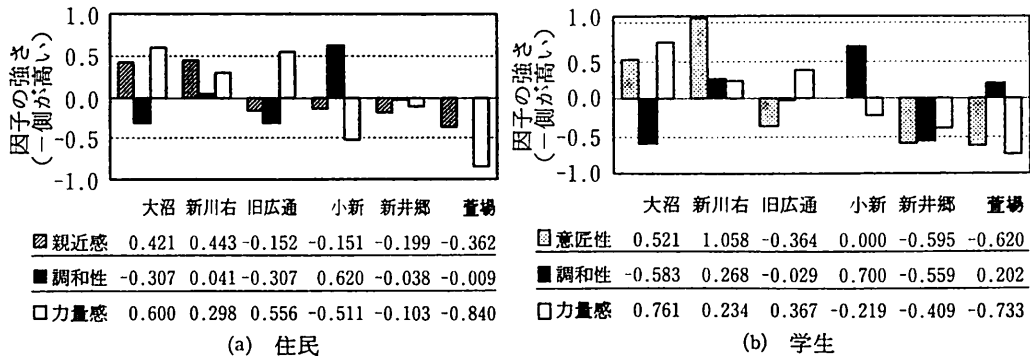 (a)
因子の強さ
(－側が高い)
1.0
0.5
0.0
-0.5
-1.0
大沼 新川右 旧広通 小新 新井郷 萱場
親近感 0.421 0.443 -0.152 -0.151 -0.199 -0.362
調和性 -0.307 0.041 -0.307 0.620 -0.038 -0.009
力量感 0.600 0.298 0.556 -0.511 -0.103 -0.840
(a) 住民
(b)
因子の強さ
(－側が高い)
1.0
0.5
0.0
-0.5
-1.0
大沼 新川右 旧広通 小新 新井郷 萱場
意匠性 0.521 1.058 -0.364 0.000 -0.595 -0.620
調和性 -0.583 0.268 -0.029 0.700 -0.559 0.202
力量感 0.761 0.234 0.367 -0.219 -0.409 -0.733
(b) 学生